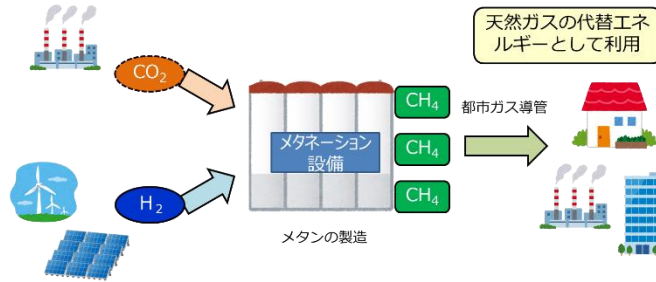 天然ガスの代替エネ
ルギーとして利用
CO₂
CH₄
都市ガス導管
メタネーション
設備
CH₄
H₂
CH₄
メタンの製造